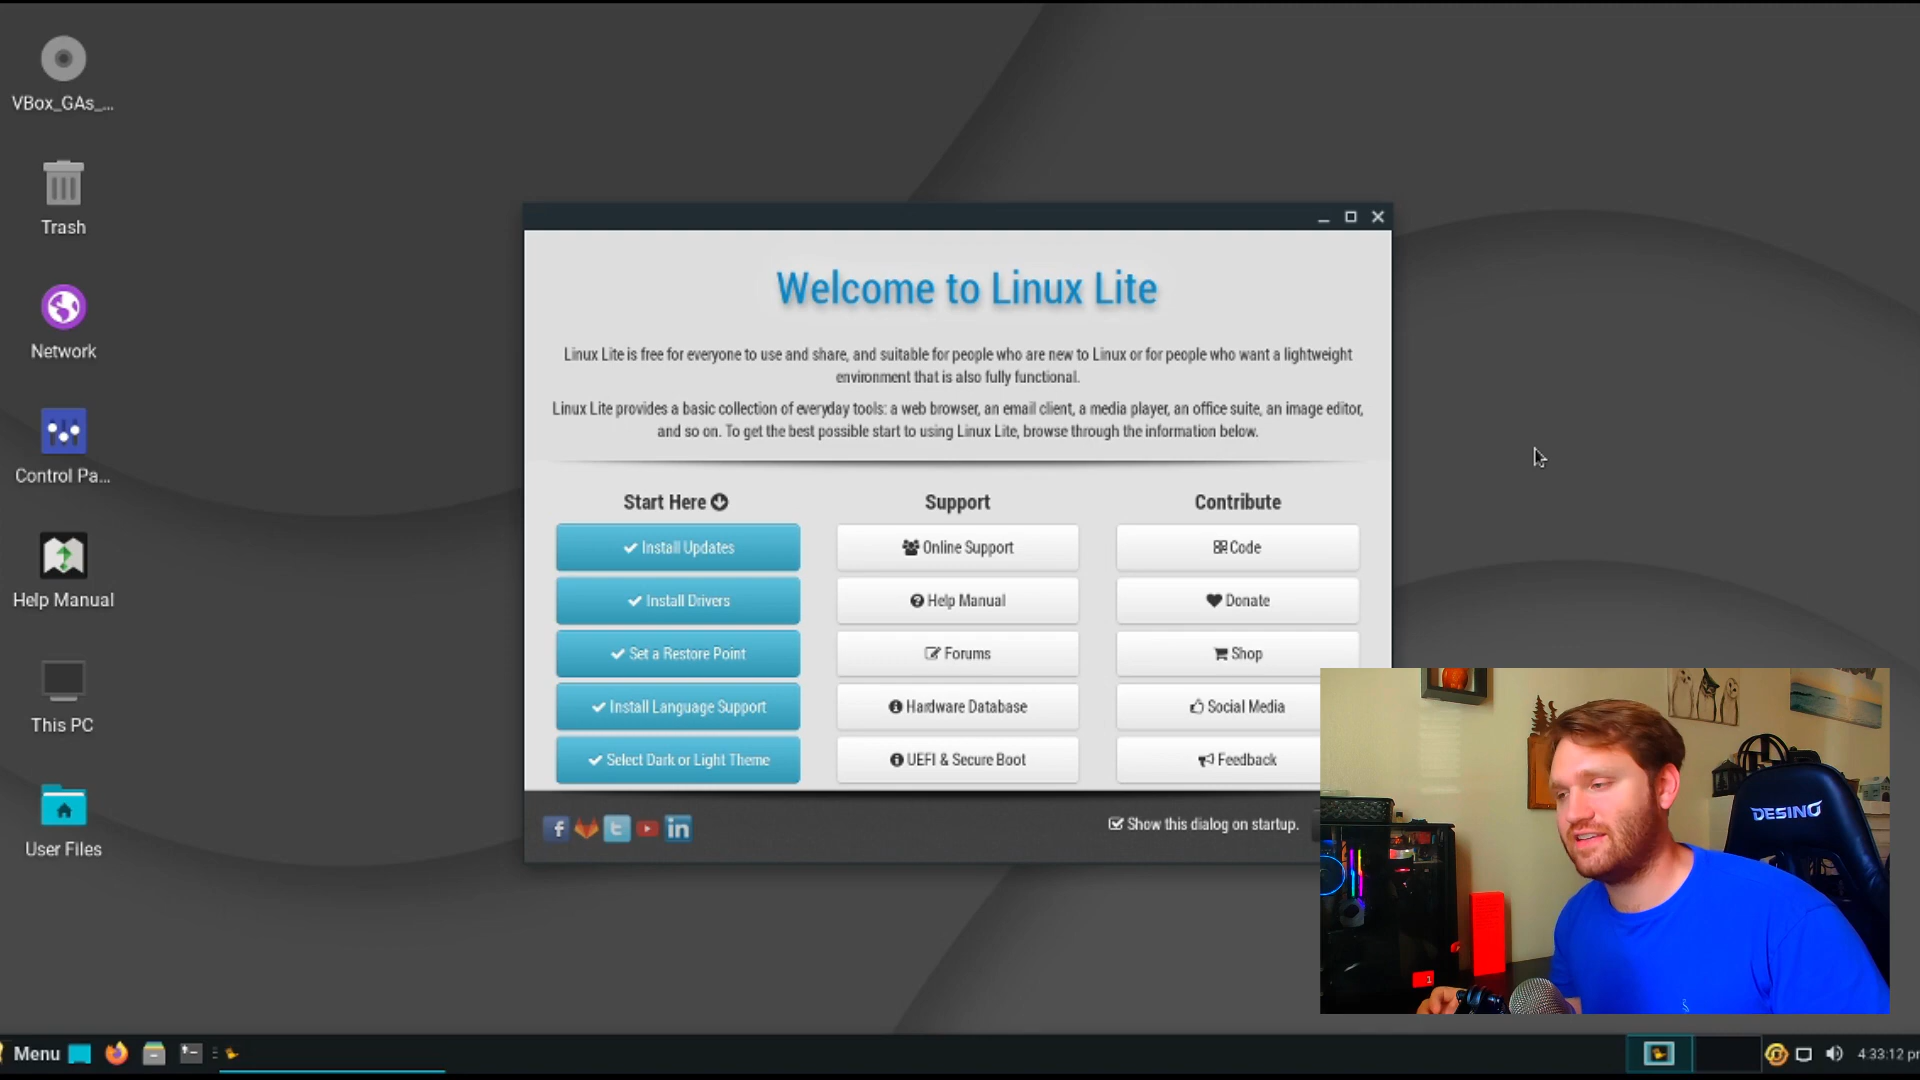 VBox_GAs_...
Trash
Network
Control Pa...
Help Manual
This PC
User Files
Welcome to Linux Lite
Linux Lite is free for everyone to use and share, and suitable for people who are new to Linux or for people who want a lightweight
environment that is also fully functional.
Linux Lite provides a basic collection of everyday tools: a web browser, an email client, a media player, an office suite, an image editor,
and so on. To get the best possible start to using Linux Lite, browse through the information below.
Start Here
Install Updates
Install Drivers
Set a Restore Point
Install Language Support
Select Dark or Light Theme
Support
Online Support
Help Manual
Forums
Hardware Database
UEFI & Secure Boot
Contribute
Code
Donate
Shop
Social Media
Feedback
Show this dialog on startup.
DESINO
1
Menu
4:33:12 pm